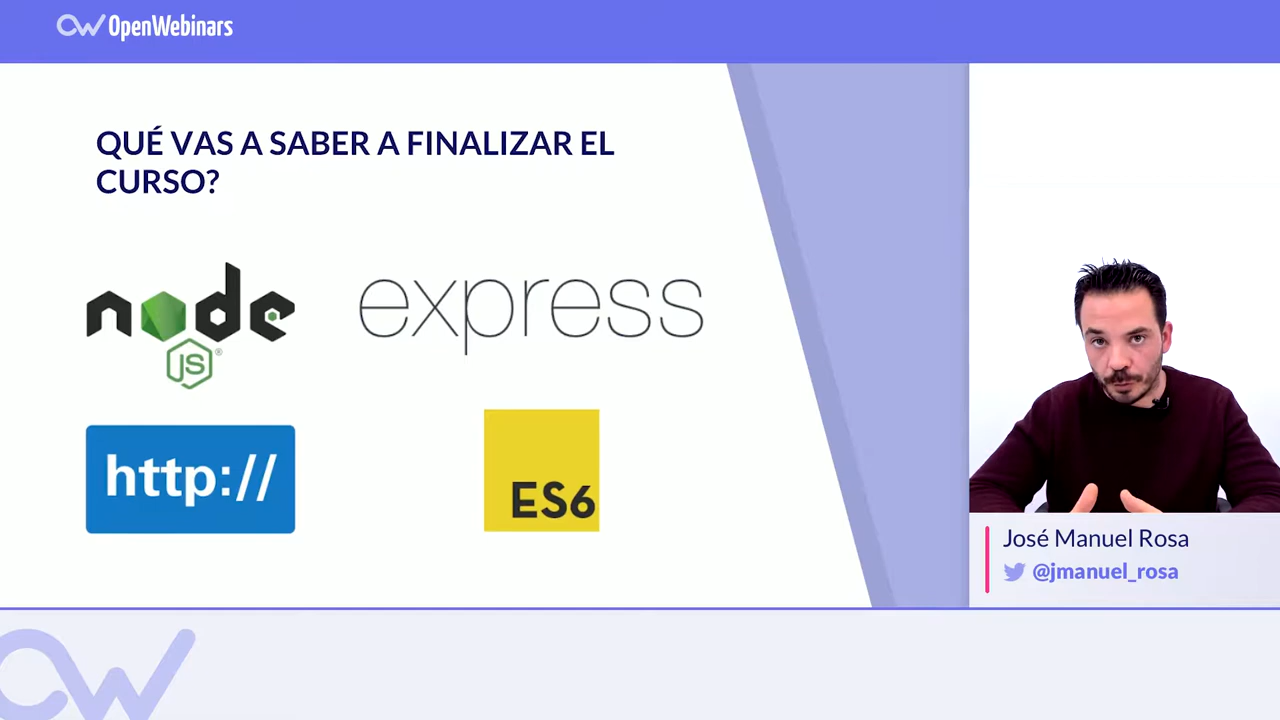 OpenWebinars
QUÉ VAS A SABER A FINALIZAR EL
CURSO?
node
JS
®
express
http://
ES6
José Manuel Rosa
@jmanuel_rosa